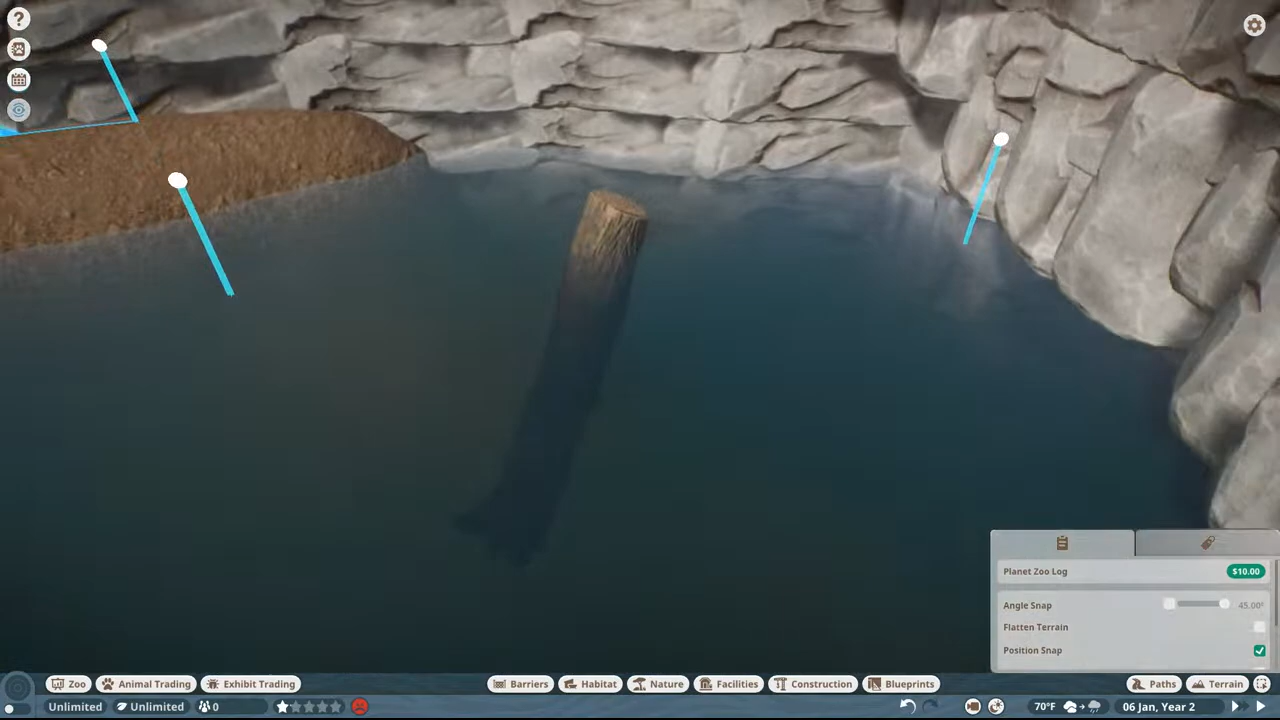 ?
Planet Zoo Log $10.00
Angle Snap 45.00°
Flatten Terrain
Position Snap
Zoo Animal Trading Exhibit Trading Barriers Habitat Nature Facilities Construction Blueprints Paths Terrain
Unlimited Unlimited 0 70°F 06 Jan, Year 2